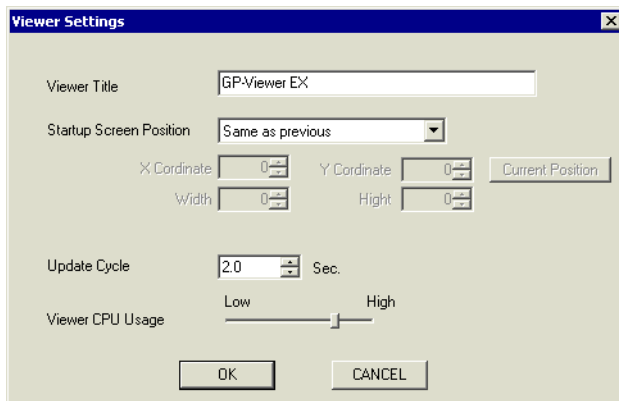 Viewer Settings
Viewer Title GP-Viewer EX
Startup Screen Position Same as previous
X Cordinate 0 Y Cordinate 0 Current Position
Width 0 Hight 0
Update Cycle 2.0 Sec.
Low High
Viewer CPU Usage
OK CANCEL